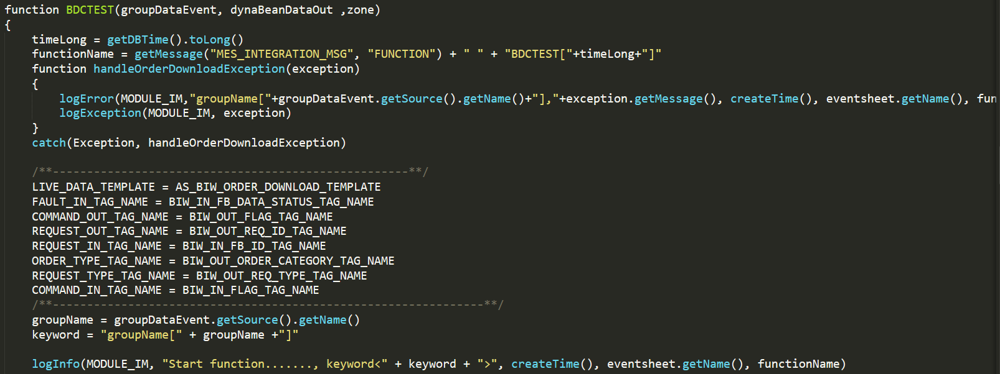 function BDCTEST(groupDataEvent, dynaBeanDataOut ,zone)
{
timeLong = getDBTime().toLong()
functionName = getMessage("MES_INTEGRATION_MSG", "FUNCTION") + " " + "BDCTEST["+timeLong+"]"
function handleOrderDownloadException(exception)
{
logError(MODULE_IM,"groupName["+groupDataEvent.getSource().getName()+"],"+exception.getMessage(), createTime(), eventsheet.getName(), fun
logException(MODULE_IM, exception)
}
catch(Exception, handleOrderDownloadException)
/**----------------------------------------------------**/
LIVE_DATA_TEMPLATE = AS_BIW_ORDER_DOWNLOAD_TEMPLATE
FAULT_IN_TAG_NAME = BIW_IN_FB_DATA_STATUS_TAG_NAME
COMMAND_OUT_TAG_NAME = BIW_OUT_FLAG_TAG_NAME
REQUEST_OUT_TAG_NAME = BIW_OUT_REQ_ID_TAG_NAME
REQUEST_IN_TAG_NAME = BIW_IN_FB_ID_TAG_NAME
ORDER_TYPE_TAG_NAME = BIW_OUT_ORDER_CATEGORY_TAG_NAME
REQUEST_TYPE_TAG_NAME = BIW_OUT_REQ_TYPE_TAG_NAME
COMMAND_IN_TAG_NAME = BIW_IN_FLAG_TAG_NAME
/**---------------------------------------------------------------**/
groupName = groupDataEvent.getSource().getName()
keyword = "groupName[" + groupName +"]"
logInfo(MODULE_IM, "Start function......., keyword<" + keyword + ">", createTime(), eventsheet.getName(), functionName)